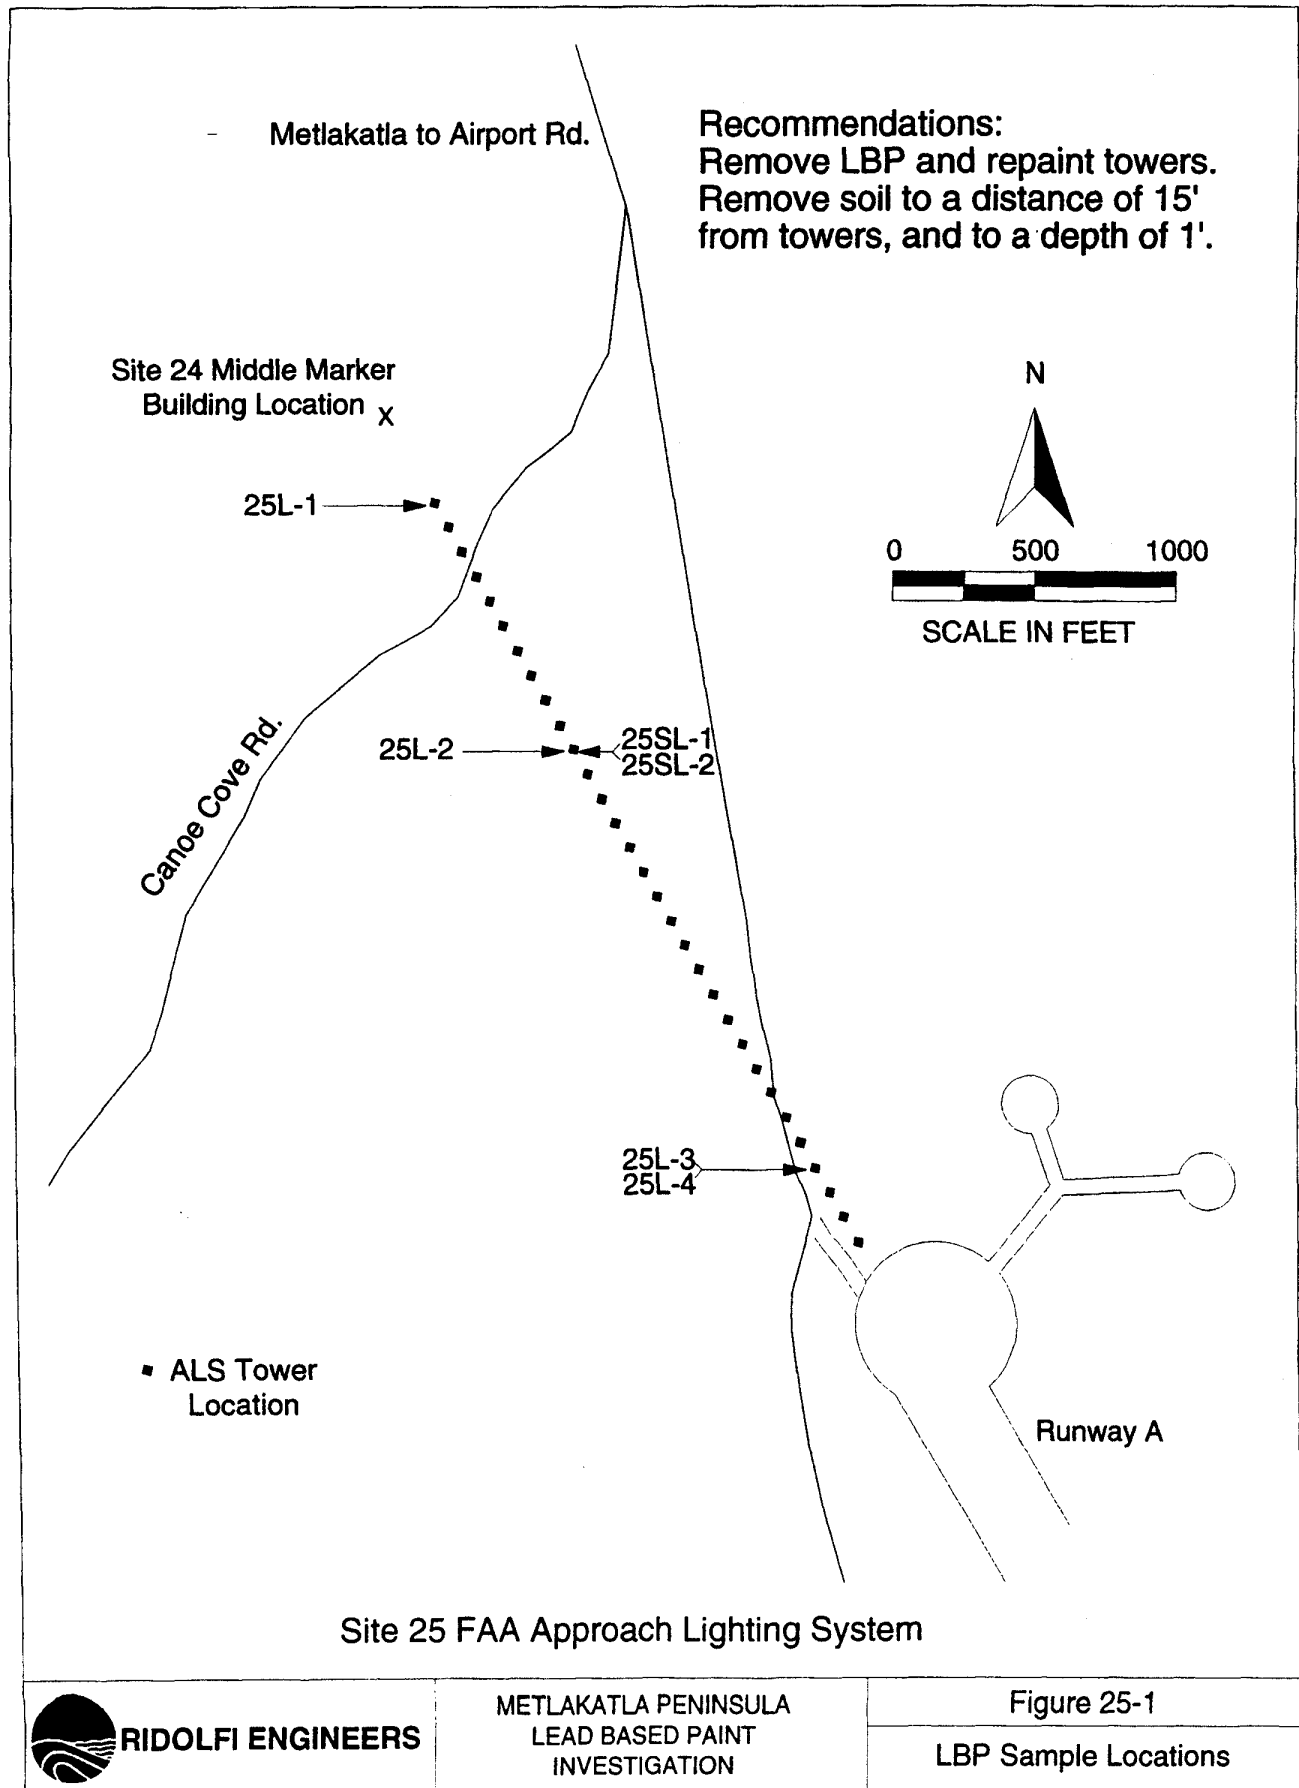 Metlakatla to Airport Rd.
Recommendations:
Remove LBP and repaint towers.
Remove soil to a distance of 15'
from towers, and to a depth of 1'.
Site 24 Middle Marker
Building Location X
N
25L-1
0 500 1000
SCALE IN FEET
25L-2
25SL-1
25SL-2
Canoe Cove Rd.
25L-3
25L-4
ALS Tower
Location
Runway A
Site 25 FAA Approach Lighting System
RIDOLFI ENGINEERS
METLAKATLA PENINSULA
LEAD BASED PAINT
INVESTIGATION
Figure 25-1
LBP Sample Locations